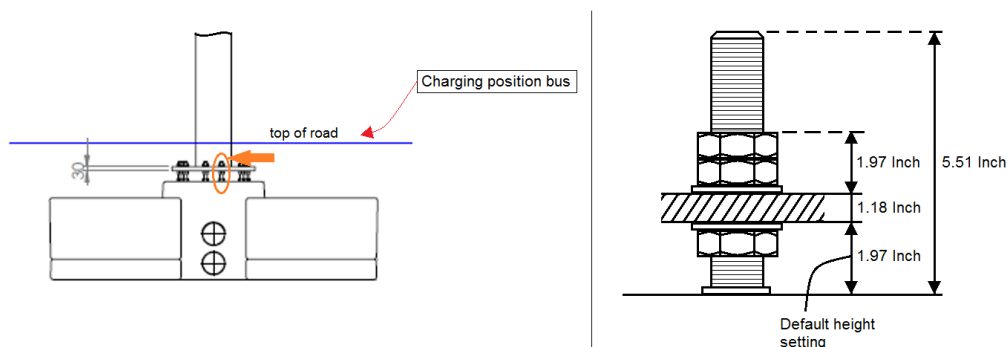 Charging position bus
top of road
30
1.97 Inch
5.51 Inch
1.18 Inch
1.97 Inch
Default height
setting